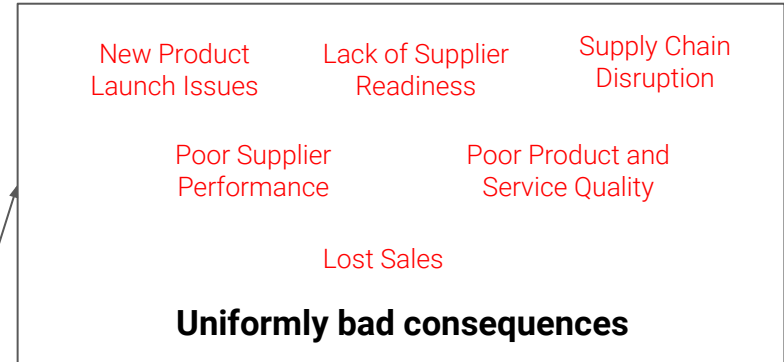 New Product
Launch Issues
Lack of Supplier
Readiness
Supply Chain
Disruption
Poor Supplier
Performance
Poor Product and
Service Quality
Lost Sales
Uniformly bad consequences